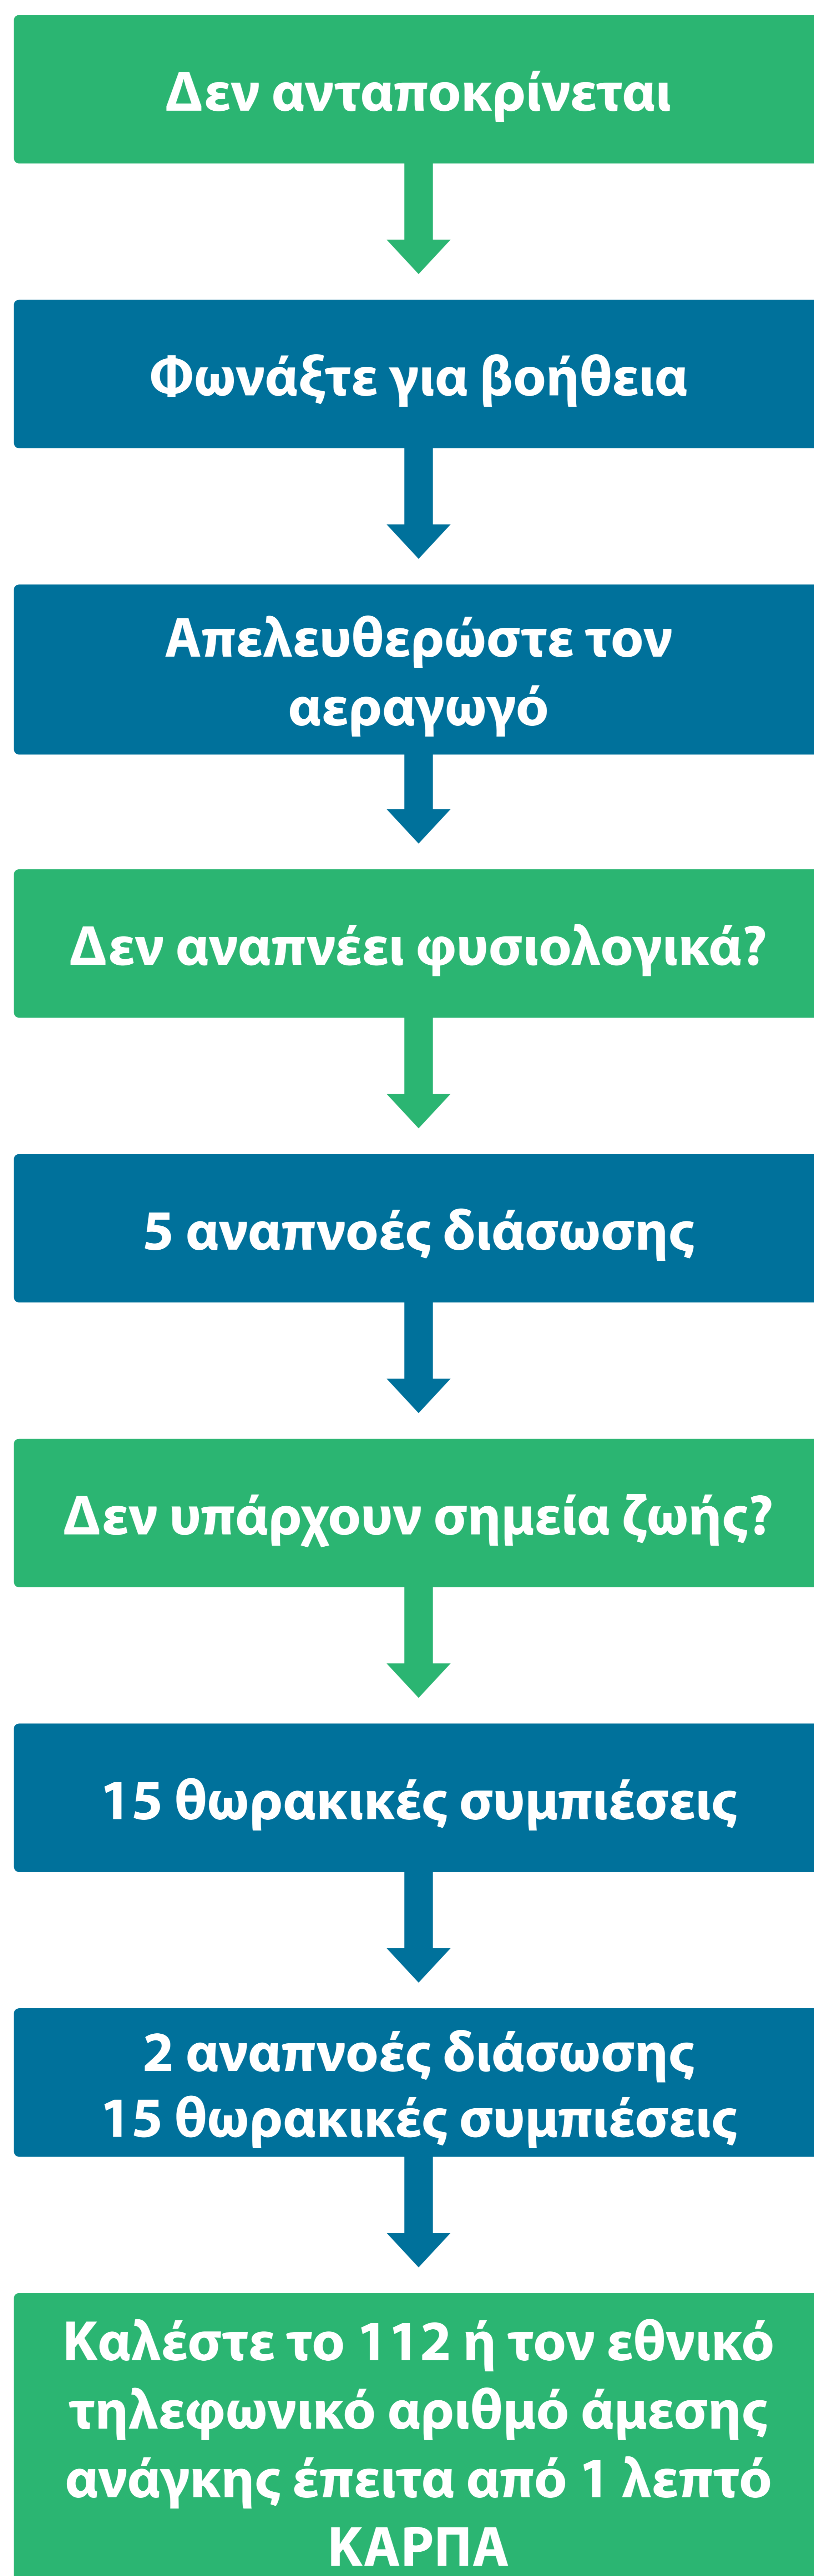 Δεν ανταποκρίνεται
Φωνάξτε για βοήθεια
Απελευθερώστε τον
αεραγωγό
Δεν αναπνέει φυσιολογικά?
5 αναπνοές διάσωσης
Δεν υπάρχουν σημεία ζωής?
15 θωρακικές συμπιέσεις
2 αναπνοές διάσωσης
15 θωρακικές συμπιέσεις
Καλέστε το 112 ή τον εθνικό
τηλεφωνικό αριθμό άμεσης
ανάγκης έπειτα από 1 λεπτό
ΚΑΡΠΑ